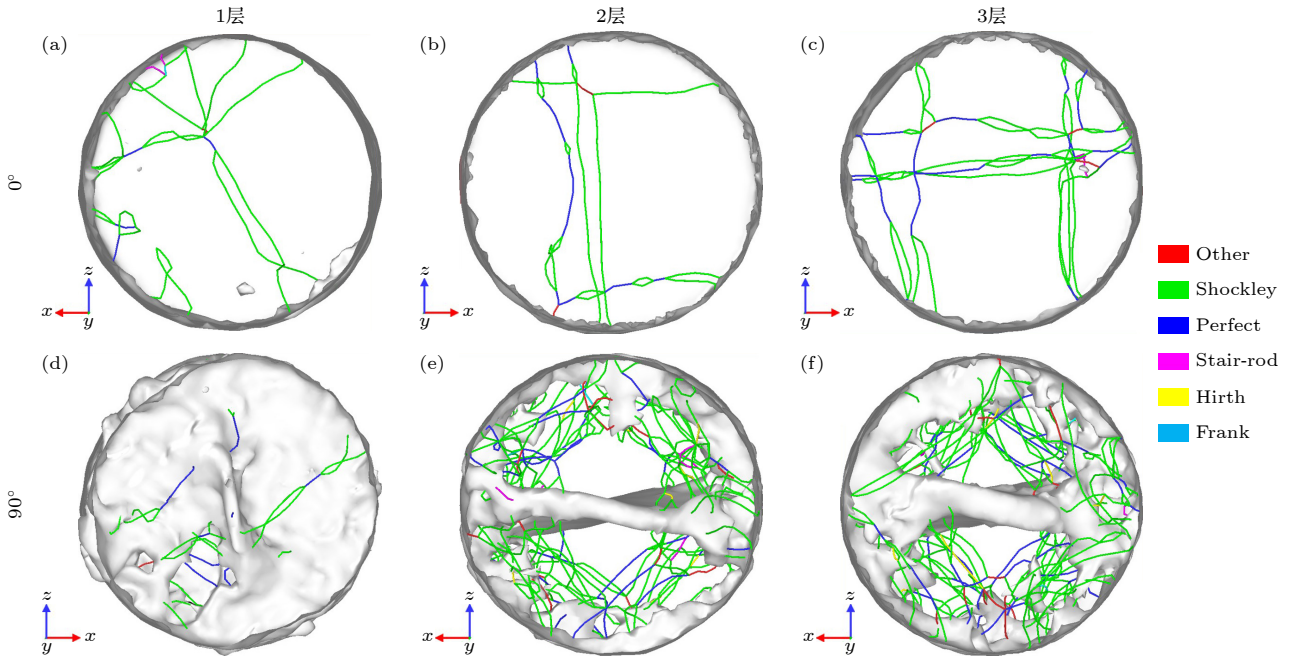 1层 2层 3层
(a) (b) (c)
0°
z x y
z x y
z x y
Other
Shockley
Perfect
Stair-rod
Hirth
Frank
(d) (e) (f)
90°
z x y
z x y
z x y